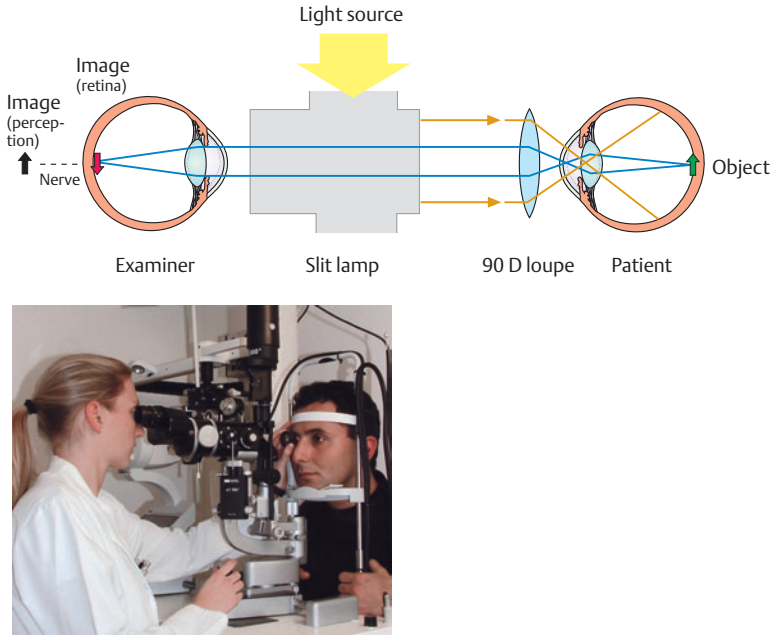 Light source
Image
(retina)
Image
(percep-
tion)
Nerve
Object
Examiner
Slit lamp
90 D loupe
Patient